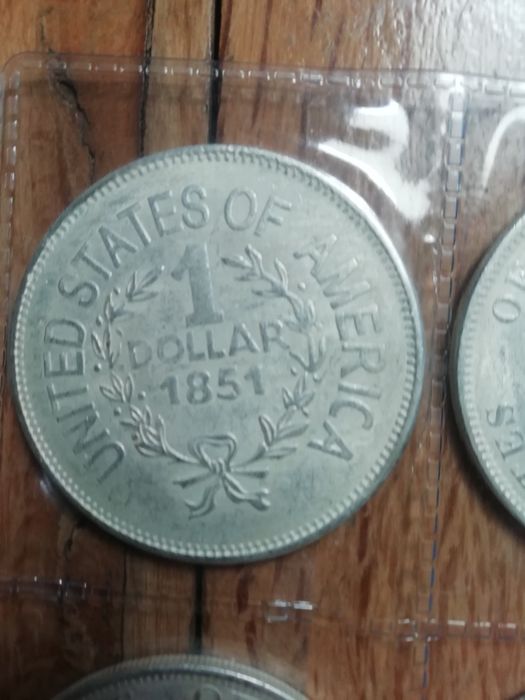 UNITED STATES OF AMERICA
1
DOLLAR
1851